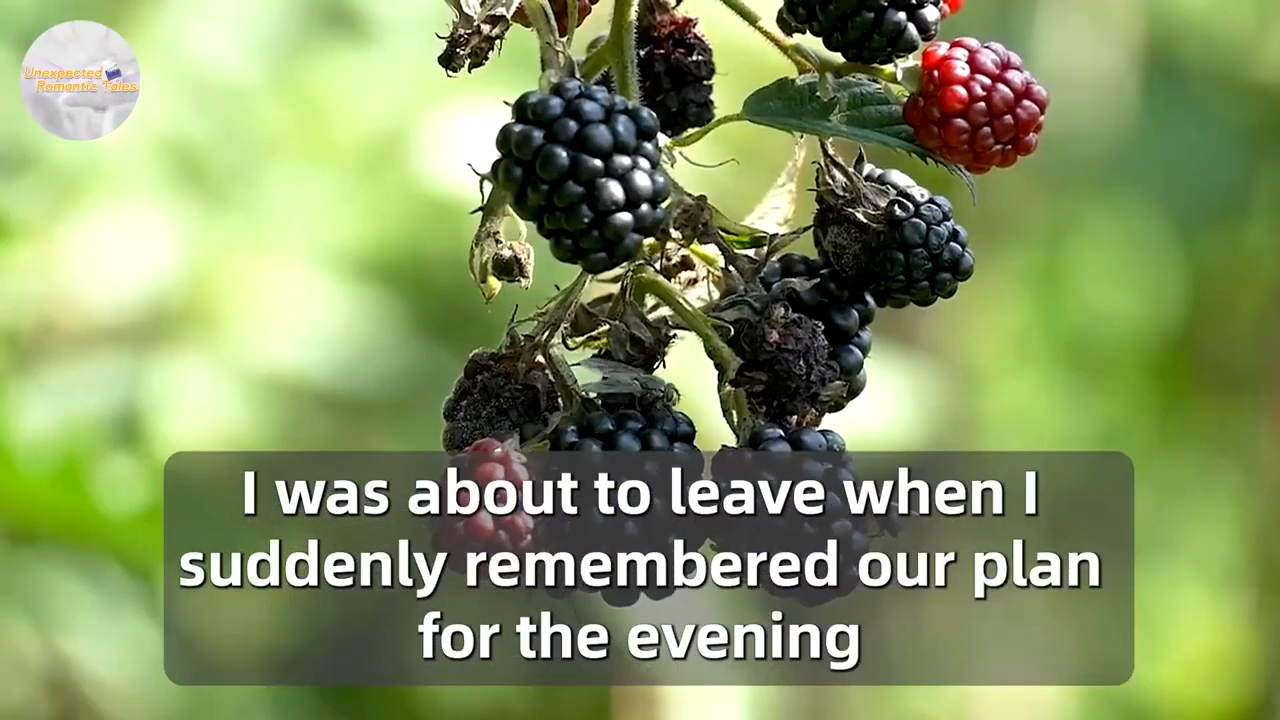 Unexpected
Romantic Tales
I was about to leave when I
suddenly remembered our plan
for the evening